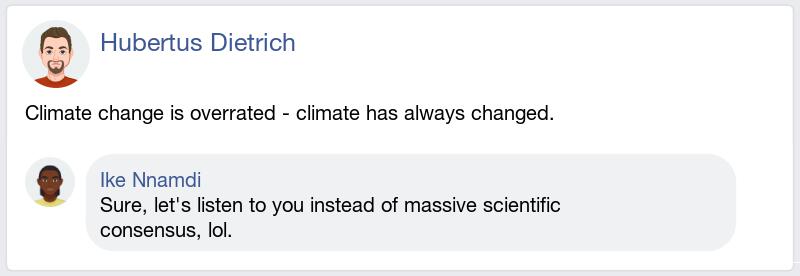 Hubertus Dietrich
Climate change is overrated - climate has always changed.
Ike Nnamdi
Sure, let's listen to you instead of massive scientific
consensus, lol.